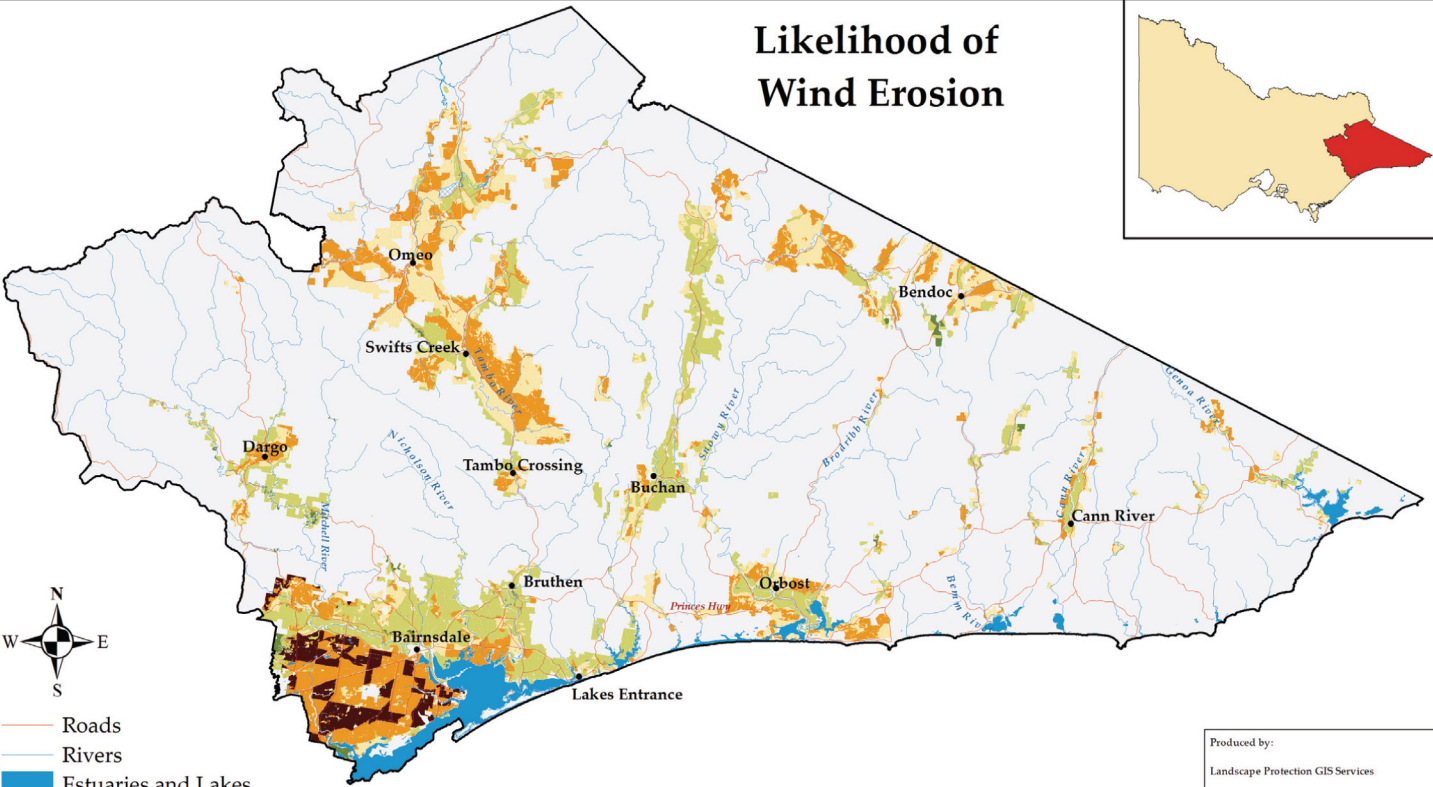 Likelihood of
Wind Erosion
Omeo
Bendoc
Swifts Creek
Tambo River
Genoa River
Snowy River
Brodribb River
Dargo
Nicholson River
Tambo Crossing
Buchan
Cann River
Cann River
Mitchell River
Bruthen
Orbost
Princes Hwy
Bemm
Bairnsdale
Lakes Entrance
N
W
E
S
Roads
Rivers
Estuaries and Lakes
Produced by:
Landscape Protection GIS Services